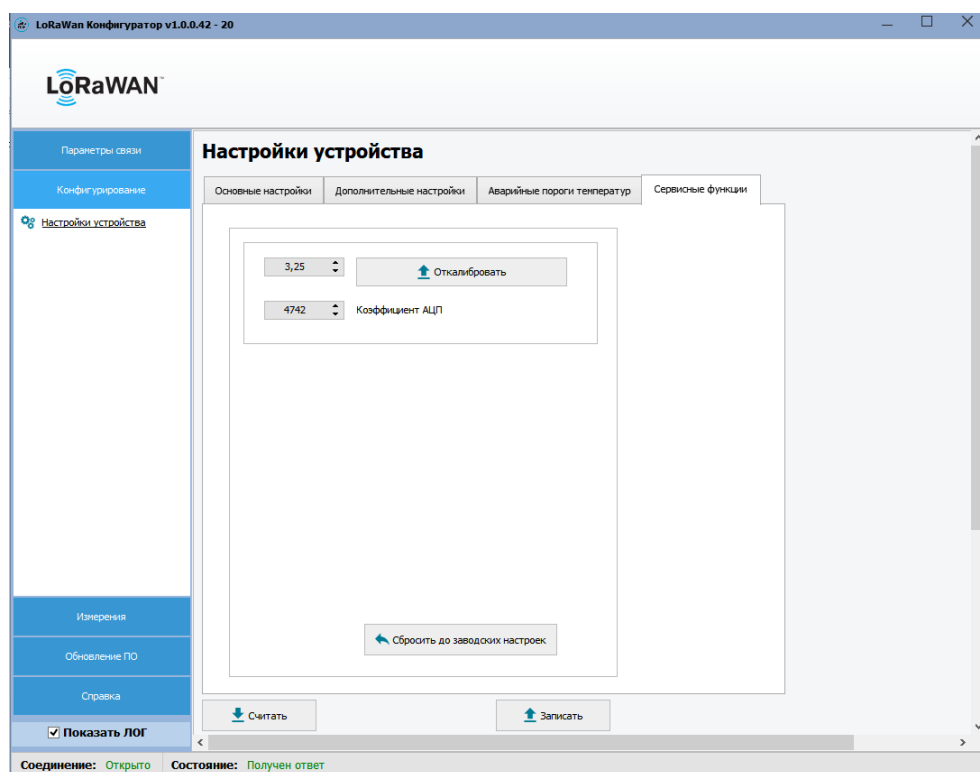 LoRaWan Конфигуратор v1.0.0.42 - 20
LoRaWAN™
Параметры связи
Конфигурирование
Настройки устройства
Измерения
Обновление ПО
Справка
Показать ЛОГ
Настройки устройства
Основные настройки
Дополнительные настройки
Аварийные пороги температур
Сервисные функции
3,25
Откалибровать
4742
Коэффициент АЦП
Сбросить до заводских настроек
Считать
Записать
Соединение: Открыто Состояние: Получен ответ